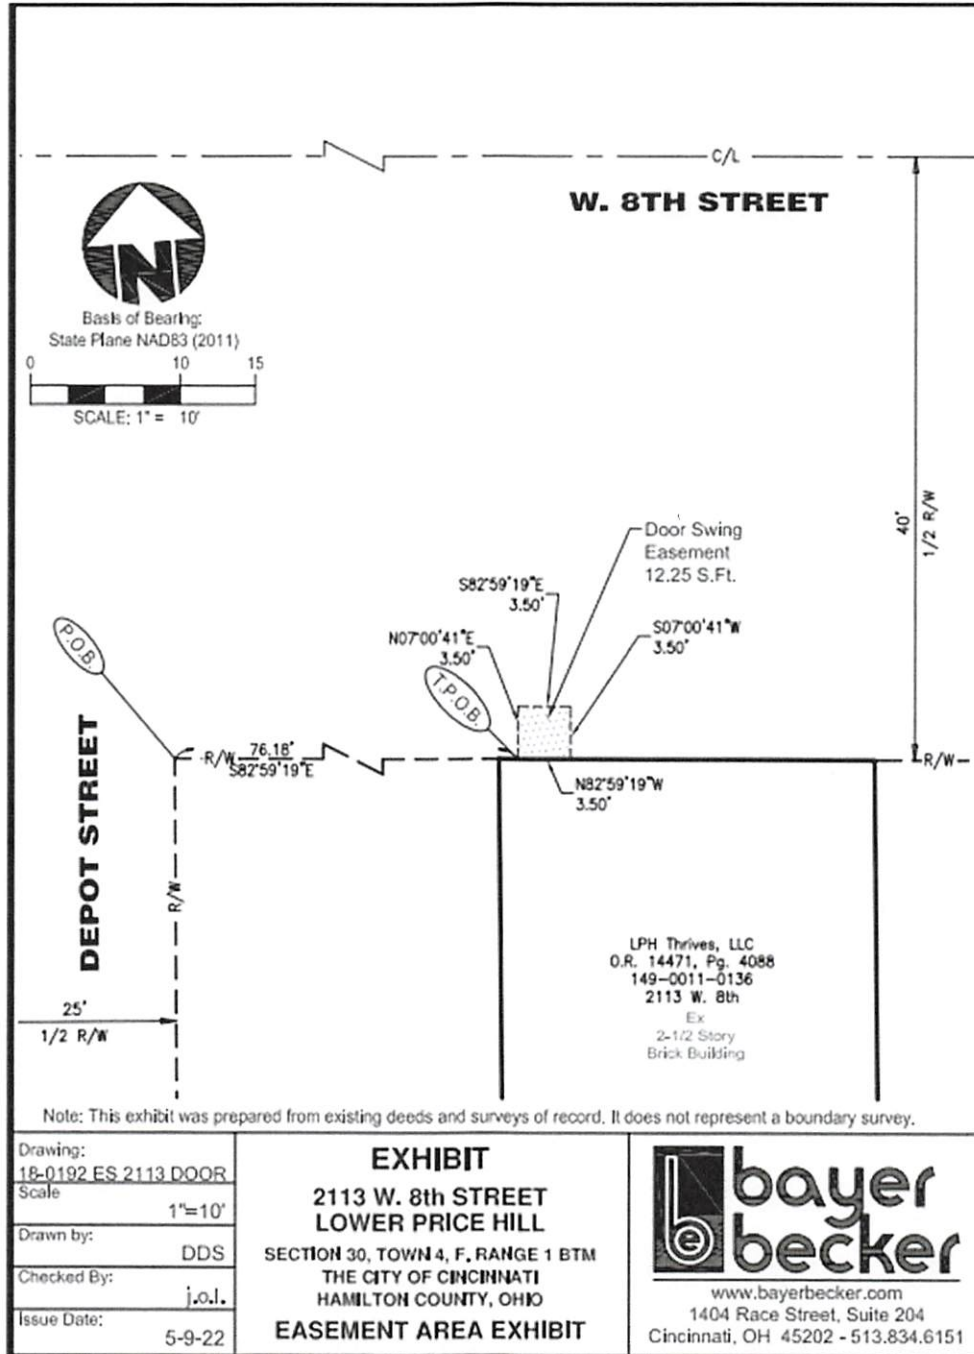 C/L
W. 8TH STREET
N
Basis of Bearing:
State Plane NAD83 (2011)
0 10 15
SCALE: 1" = 10'
40'
1/2 R/W
Door Swing
Easement
12.25 S.Ft.
S82°59'19"E
3.50'
S07°00'41"W
3.50'
N07°00'41"E
3.50'
P.O.B.
T.P.O.B.
R/W
76.18'
S82°59'19"E
R/W
N82°59'19"W
3.50'
DEPOT STREET
R/W
25'
1/2 R/W
LPH Thrives, LLC
O.R. 14471, Pg. 4088
149-0011-0136
2113 W. 8th
Ex
2-1/2 Story
Brick Building
Note: This exhibit was prepared from existing deeds and surveys of record. It does not represent a boundary survey.
Drawing:
18-0192 ES 2113 DOOR
Scale
1"=10'
Drawn by:
DDS
Checked By:
j.o.l.
Issue Date:
5-9-22
EXHIBIT
2113 W. 8th STREET
LOWER PRICE HILL
SECTION 30, TOWN 4, F. RANGE 1 BTM
THE CITY OF CINCINNATI
HAMILTON COUNTY, OHIO
EASEMENT AREA EXHIBIT
be
bayer
becker
www.bayerbecker.com
1404 Race Street, Suite 204
Cincinnati, OH 45202 - 513.834.6151